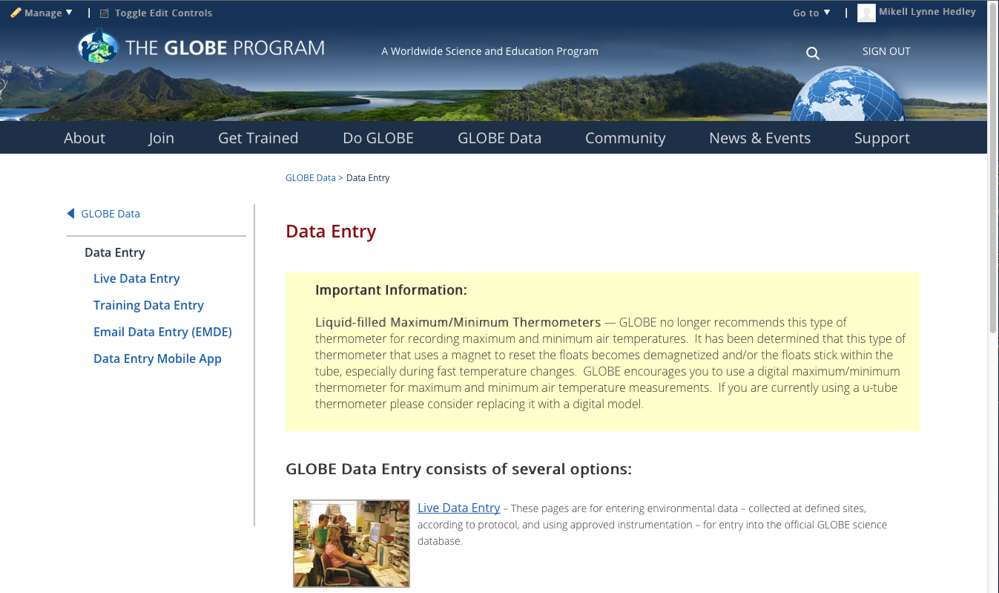 Manage
Toggle Edit Controls
Go to
Mikell Lynne Hedley
THE GLOBE PROGRAM
A Worldwide Science and Education Program
SIGN OUT
About
Join
Get Trained
Do GLOBE
GLOBE Data
Community
News & Events
Support
GLOBE Data > Data Entry
GLOBE Data
Data Entry
Live Data Entry
Training Data Entry
Email Data Entry (EMDE)
Data Entry Mobile App
Data Entry
Important Information:
Liquid-filled Maximum/Minimum Thermometers — GLOBE no longer recommends this type of
thermometer for recording maximum and minimum air temperatures. It has been determined that this type of
thermometer that uses a magnet to reset the floats becomes demagnetized and/or the floats stick within the
tube, especially during fast temperature changes. GLOBE encourages you to use a digital maximum/minimum
thermometer for maximum and minimum air temperature measurements. If you are currently using a u-tube
thermometer please consider replacing it with a digital model.
GLOBE Data Entry consists of several options:
Live Data Entry – These pages are for entering environmental data – collected at defined sites,
according to protocol, and using approved instrumentation – for entry into the official GLOBE science
database.